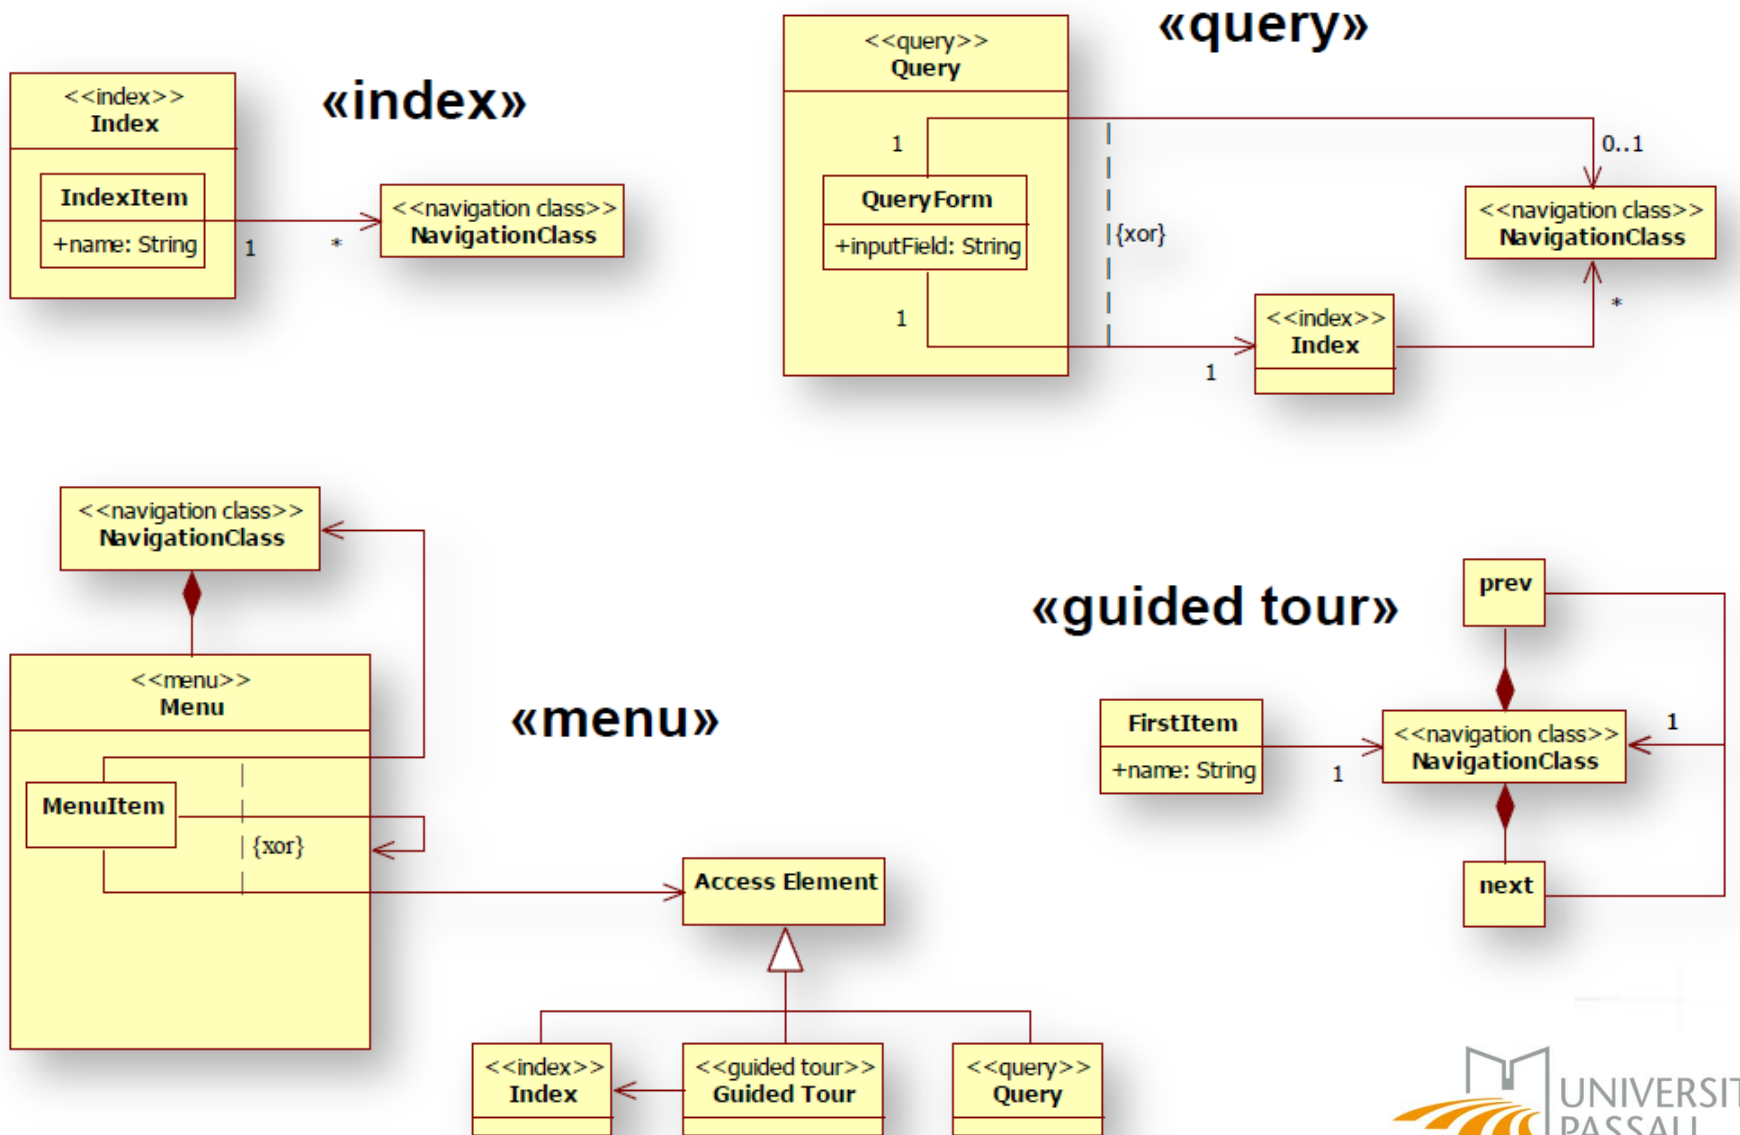 «query»
<<query>>
Query
1
0..1
QueryForm
+inputField: String
{xor}
<<navigation class>>
NavigationClass
*
1
<<index>>
Index
1
«index»
<<index>>
Index
IndexItem
+name: String
1
*
<<navigation class>>
NavigationClass
<<navigation class>>
NavigationClass
<<menu>>
Menu
«menu»
MenuItem
{xor}
Access Element
<<index>>
Index
<<guided tour>>
Guided Tour
<<query>>
Query
«guided tour»
prev
FirstItem
+name: String
1
<<navigation class>>
NavigationClass
1
next
UNIVERSIT
PASSAU